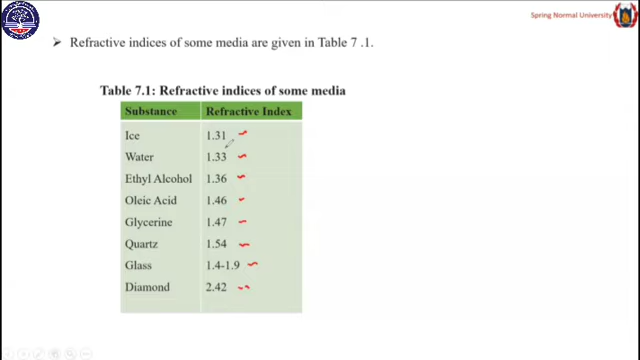 Spring Normal University
➢ Refractive indices of some media are given in Table 7 .1.
Table 7.1: Refractive indices of some media
Substance Refractive Index
Ice 1.31
Water 1.33
Ethyl Alcohol 1.36
Oleic Acid 1.46
Glycerine 1.47
Quartz 1.54
Glass 1.4-1.9
Diamond 2.42